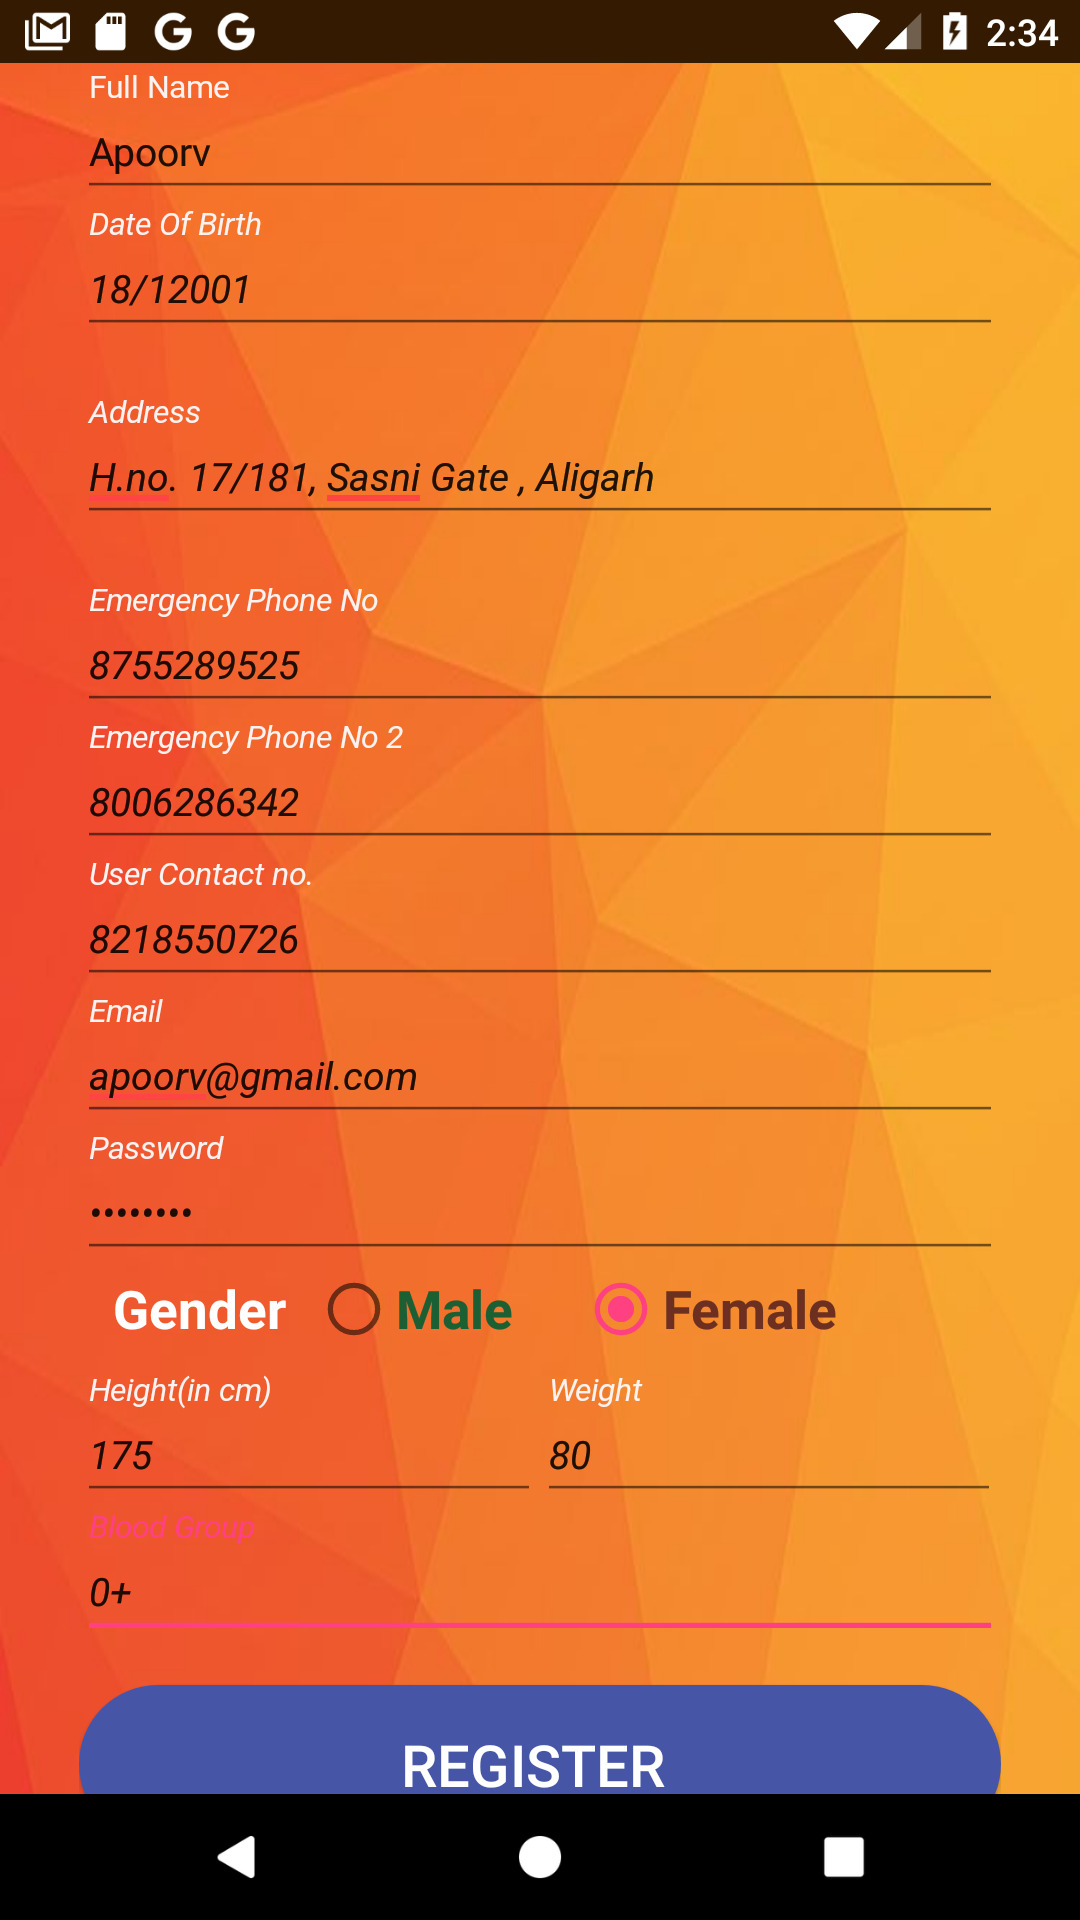 2:34
Full Name
Apoorv
Date Of Birth
18/12001
Address
H.no. 17/181, Sasni Gate , Aligarh
Emergency Phone No
8755289525
Emergency Phone No 2
8006286342
User Contact no.
8218550726
Email
apoorv@gmail.com
Password
••••••••
Gender Male Female
Height(in cm) Weight
175 80
Blood Group
0+
REGISTER